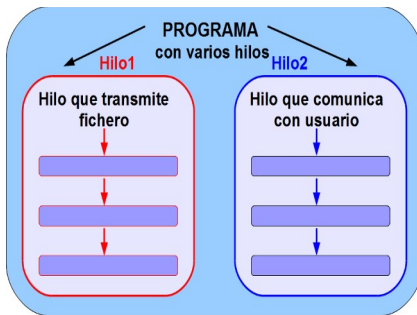 PROGRAMA
con varios hilos
Hilo1
Hilo2
Hilo que transmite
fichero
Hilo que comunica
con usuario